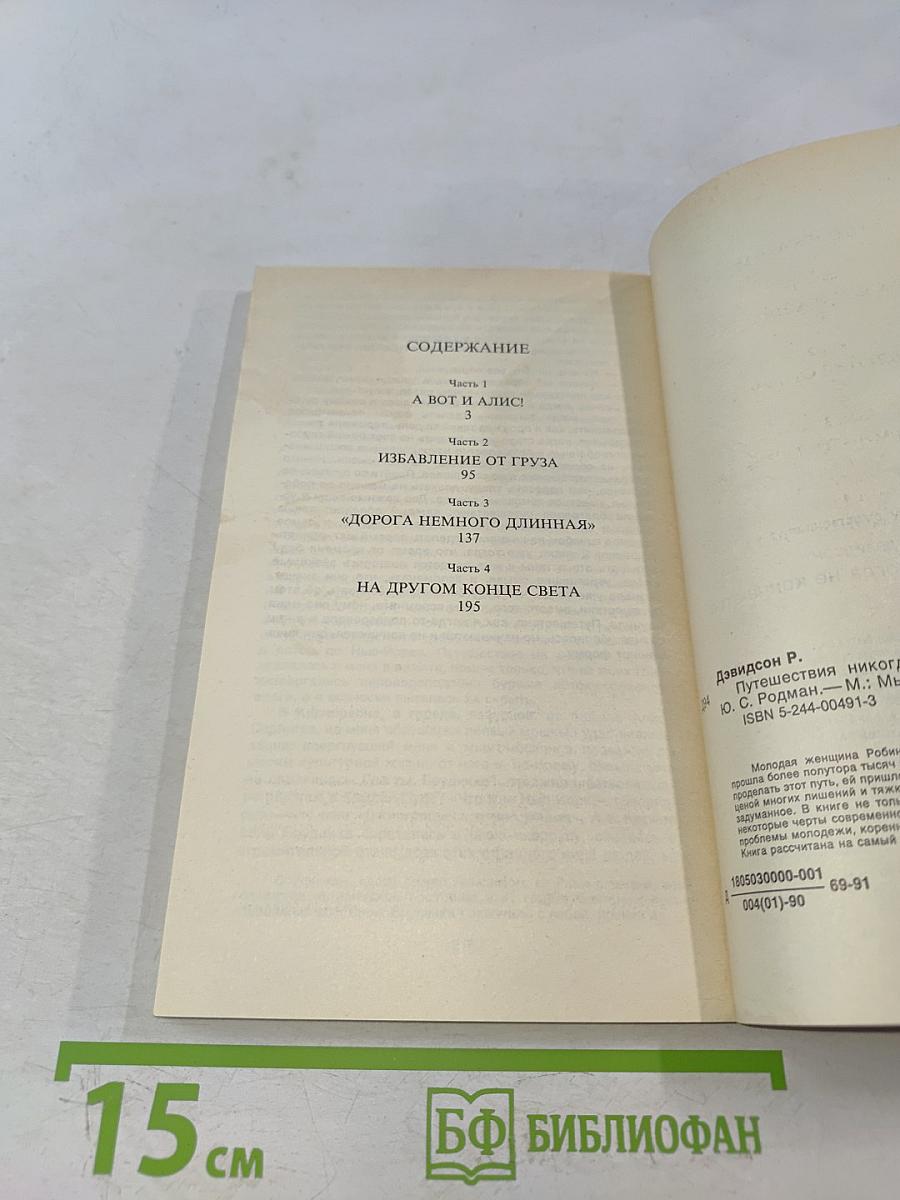 СОДЕРЖАНИЕ
Часть 1
А ВОТ И АЛИС!
3
Часть 2
ИЗБАВЛЕНИЕ ОТ ГРУЗА
95
Часть 3
«ДОРОГА НЕМНОГО ДЛИННАЯ»
137
Часть 4
НА ДРУГОМ КОНЦЕ СВЕТА
195
Дэвидсон Р.
Путешествия никогд
Ю. С. Родман.— М.: Мы
ISBN 5-244-00491-3
Молодая женщина Робин
прошла более полутора тысяч
проделать этот путь, ей пришл
ценой многих лишений и тяжк
задуманное. В книге не толь
некоторые черты современно
проблемы молодежи, коренн
Книга рассчитана на самый
1805030000-001
004(01)-90
69-91
15 см
БФ БИБЛИОФАН